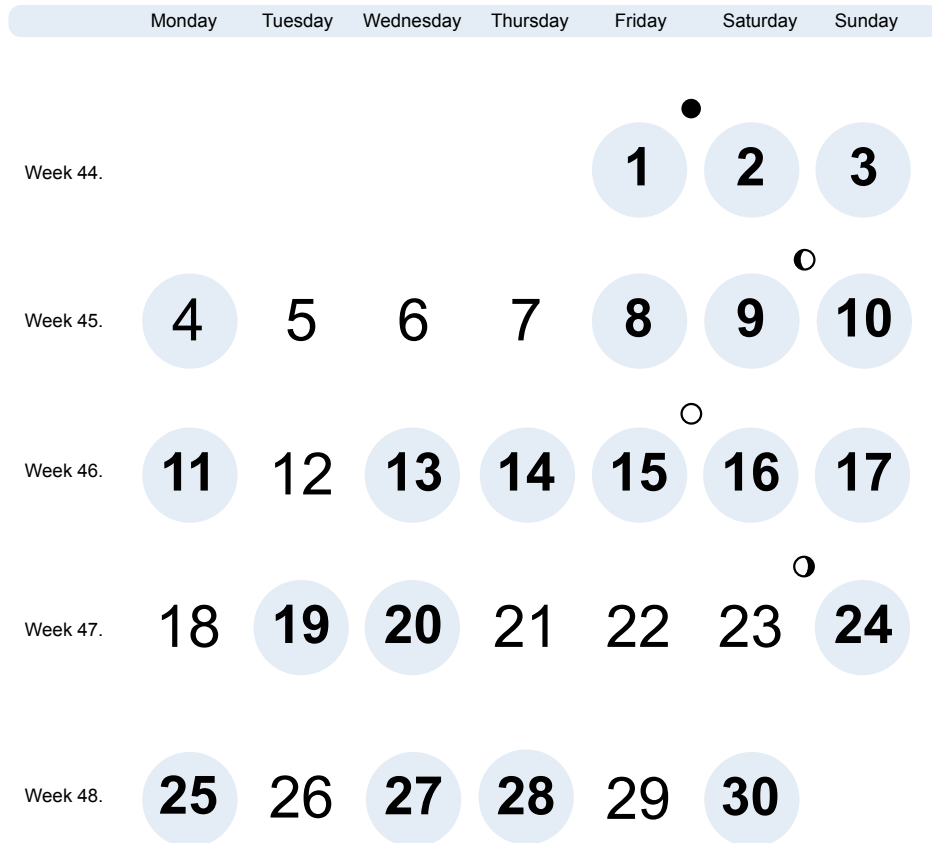 Monday Tuesday Wednesday Thursday Friday Saturday Sunday
Week 44. 1 2 3
Week 45. 4 5 6 7 8 9 10
Week 46. 11 12 13 14 15 16 17
Week 47. 18 19 20 21 22 23 24
Week 48. 25 26 27 28 29 30